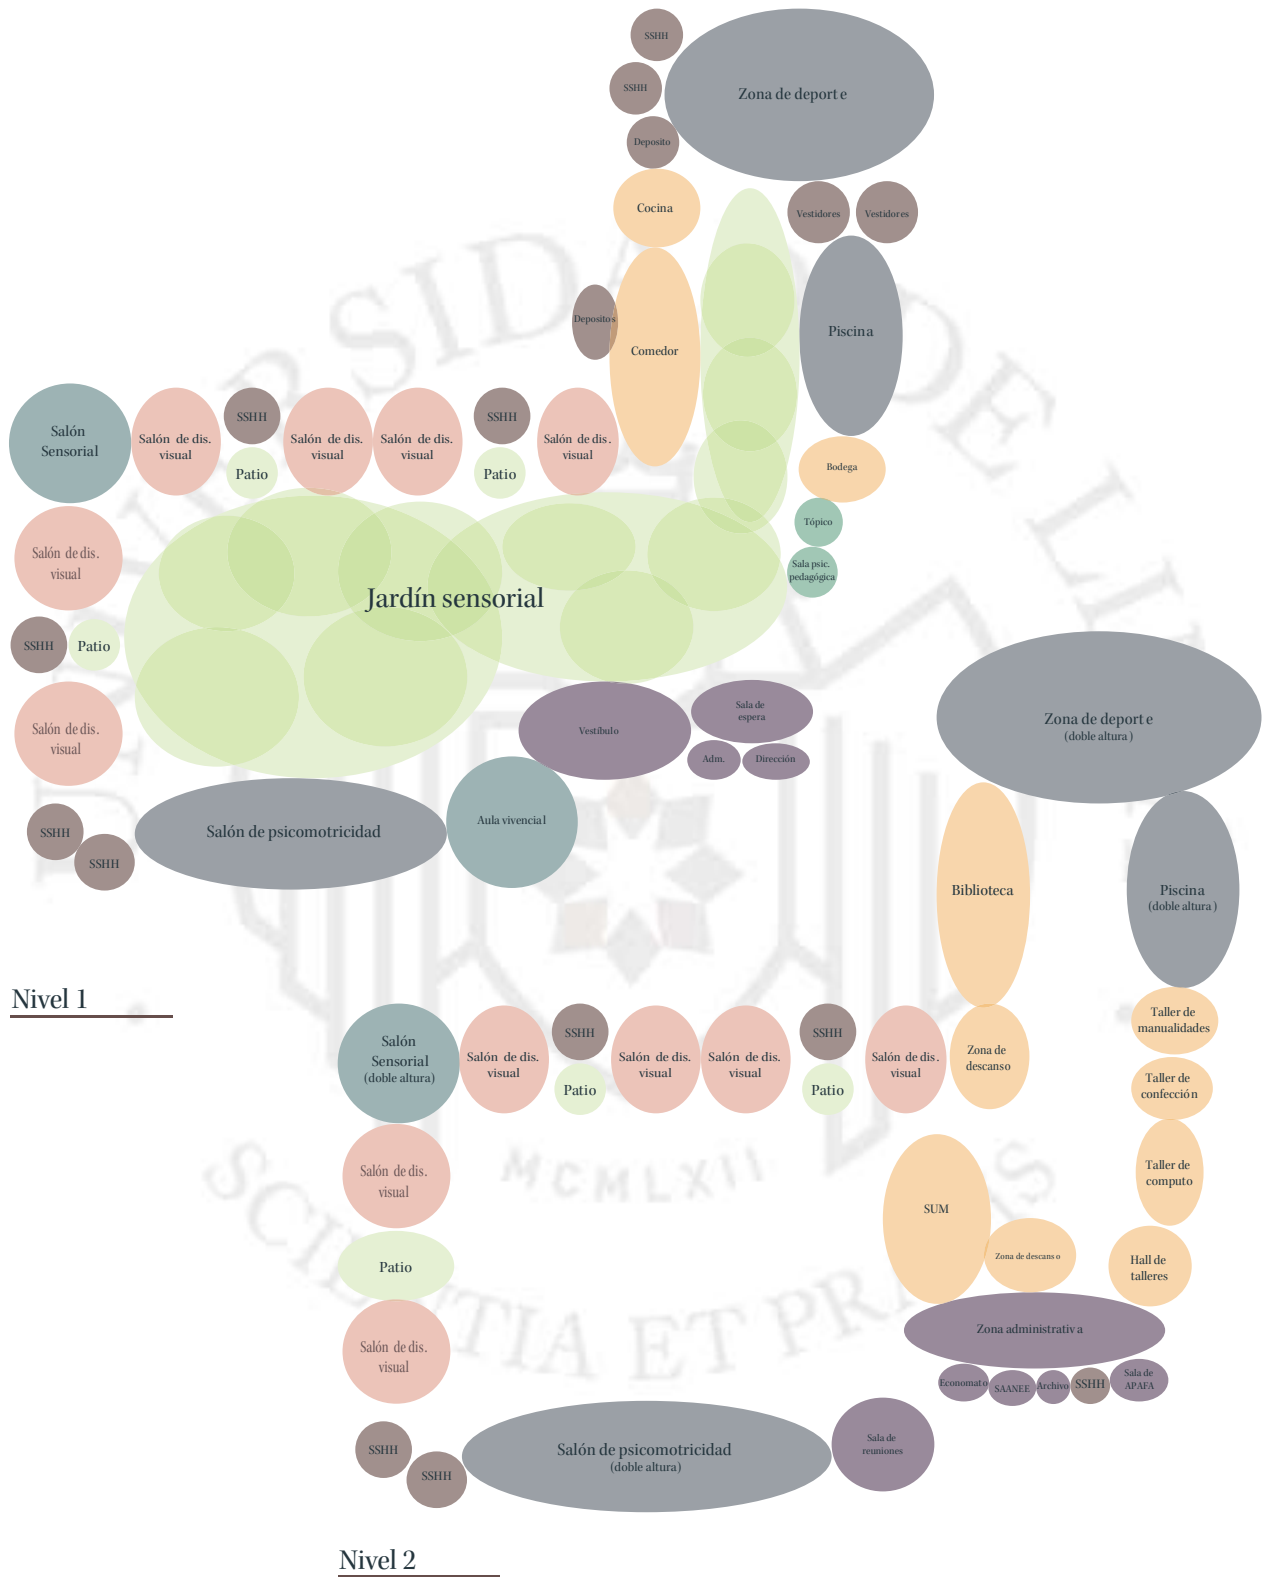 SSHH
Zona de deporte
SSHH
Deposito
Cocina
Vestidores
Vestidores
Depositos
Comedor
Piscina
Salón
Sensorial
Salón de dis.
visual
SSHH
Patio
Salón de dis.
visual
Salón de dis.
visual
SSHH
Patio
Salón de dis.
visual
Bodega
Tópico
Sala psic.
pedagógica
Salón de dis.
visual
Jardín sensorial
SSHH
Patio
Salón de dis.
visual
Vestíbulo
Sala de
espera
Adm.
Dirección
SSHH
SSHH
Salón de psicomotricidad
Aula vivencial
Nivel 1
Zona de deporte
(doble altura)
Biblioteca
Piscina
(doble altura)
Salón
Sensorial
(doble altura)
Salón de dis.
visual
SSHH
Patio
Salón de dis.
visual
Salón de dis.
visual
SSHH
Patio
Salón de dis.
visual
Zona de
descanso
Taller de
manualidades
Taller de
confección
Taller de
computo
Hall de
talleres
Salón de dis.
visual
Patio
Salón de dis.
visual
SUM
Zona de descanso
Zona administrativa
Economato
SAANEE
Archivo
SSHH
Sala de
APAFA
SSHH
SSHH
Salón de psicomotricidad
(doble altura)
Sala de
reuniones
Nivel 2
MCMLXII
SCIENTIA ET PRAXIS
UNIVERSIDAD DE LIMA